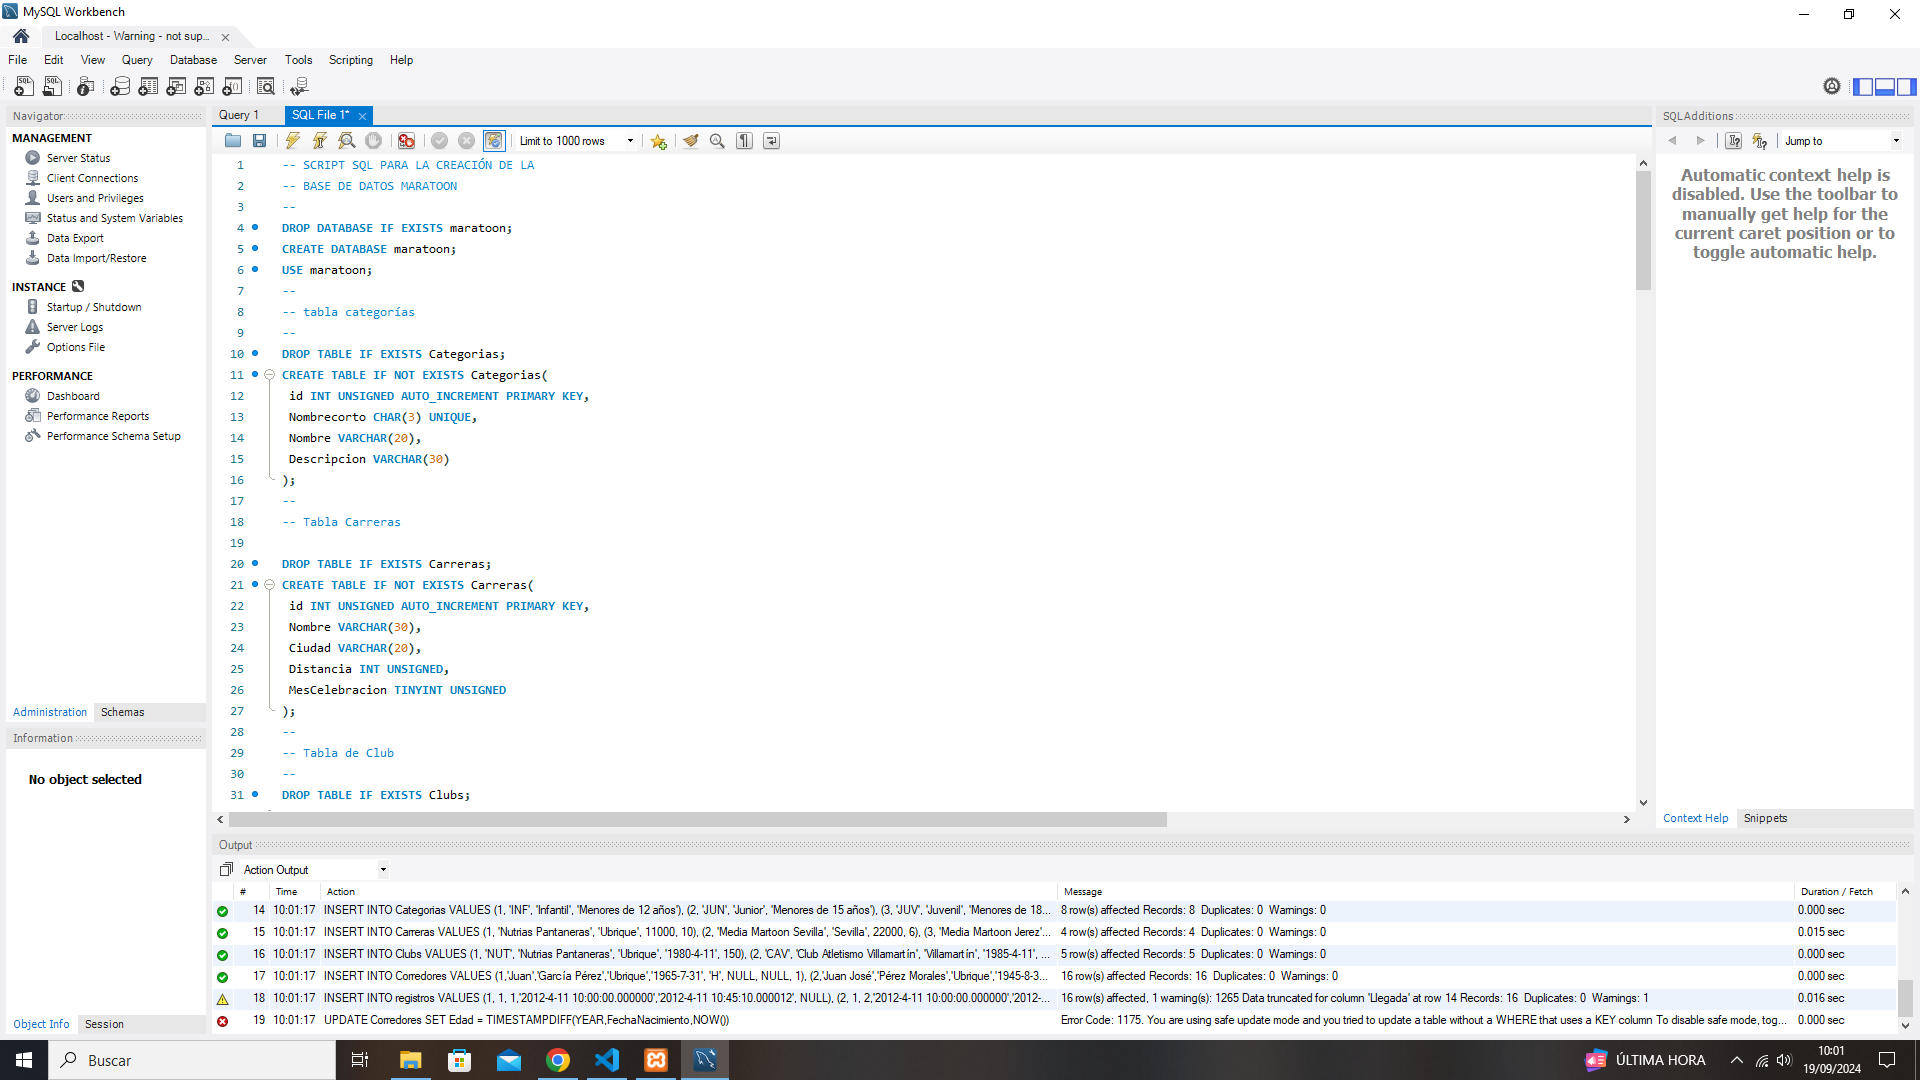 MySQL Workbench
Localhost - Warning - not sup...
File Edit View Query Database Server Tools Scripting Help
Navigator
MANAGEMENT
Server Status
Client Connections
Users and Privileges
Status and System Variables
Data Export
Data Import/Restore
INSTANCE
Startup / Shutdown
Server Logs
Options File
PERFORMANCE
Dashboard
Performance Reports
Performance Schema Setup
Administration Schemas
Information
No object selected
Object Info Session
Query 1 SQL File 1*
Limit to 1000 rows
1 -- SCRIPT SQL PARA LA CREACIÓN DE LA
2 -- BASE DE DATOS MARATOON
3 --
4 DROP DATABASE IF EXISTS maratoon;
5 CREATE DATABASE maratoon;
6 USE maratoon;
7 --
8 -- tabla categorías
9 --
10 DROP TABLE IF EXISTS Categorias;
11 CREATE TABLE IF NOT EXISTS Categorias(
12 id INT UNSIGNED AUTO_INCREMENT PRIMARY KEY,
13 Nombrecorto CHAR(3) UNIQUE,
14 Nombre VARCHAR(20),
15 Descripcion VARCHAR(30)
16 );
17 --
18 -- Tabla Carreras
19
20 DROP TABLE IF EXISTS Carreras;
21 CREATE TABLE IF NOT EXISTS Carreras(
22 id INT UNSIGNED AUTO_INCREMENT PRIMARY KEY,
23 Nombre VARCHAR(30),
24 Ciudad VARCHAR(20),
25 Distancia INT UNSIGNED,
26 MesCelebracion TINYINT UNSIGNED
27 );
28 --
29 -- Tabla de Club
30 --
31 DROP TABLE IF EXISTS Clubs;
SQLAdditions
Jump to
Automatic context help is
disabled. Use the toolbar to
manually get help for the
current caret position or to
toggle automatic help.
Context Help Snippets
Output
Action Output
# Time Action Message Duration / Fetch
14 10:01:17 INSERT INTO Categorias VALUES (1, 'INF', 'Infantil', 'Menores de 12 años'), (2, 'JUN', 'Junior', 'Menores de 15 años'), (3, 'JUV', 'Juvenil', 'Menores de 18... 8 row(s) affected Records: 8 Duplicates: 0 Warnings: 0 0.000 sec
15 10:01:17 INSERT INTO Carreras VALUES (1, 'Nutrias Pantaneras', 'Ubrique', 11000, 10), (2, 'Media Martoon Sevilla', 'Sevilla', 22000, 6), (3, 'Media Martoon Jerez'... 4 row(s) affected Records: 4 Duplicates: 0 Warnings: 0 0.015 sec
16 10:01:17 INSERT INTO Clubs VALUES (1, 'NUT', 'Nutrias Pantaneras', 'Ubrique', '1980-4-11', 150), (2, 'CAV', 'Club Atletismo Villamartín', 'Villamartín', '1985-4-11', ... 5 row(s) affected Records: 5 Duplicates: 0 Warnings: 0 0.000 sec
17 10:01:17 INSERT INTO Corredores VALUES (1,'Juan','García Pérez','Ubrique','1965-7-31', 'H', NULL, NULL, 1), (2,'Juan José','Pérez Morales','Ubrique','1945-8-3... 16 row(s) affected Records: 16 Duplicates: 0 Warnings: 0 0.000 sec
18 10:01:17 INSERT INTO registros VALUES (1, 1, 1,'2012-4-11 10:00:00.000000','2012-4-11 10:45:10.000012', NULL), (2, 1, 2,'2012-4-11 10:00:00.000000','2012-... 16 row(s) affected, 1 warning(s): 1265 Data truncated for column 'Llegada' at row 14 Records: 16 Duplicates: 0 Warnings: 1 0.016 sec
19 10:01:17 UPDATE Corredores SET Edad = TIMESTAMPDIFF(YEAR,FechaNacimiento,NOW()) Error Code: 1175. You are using safe update mode and you tried to update a table without a WHERE that uses a KEY column To disable safe mode, tog... 0.000 sec
Buscar
ÚLTIMA HORA
10:01
19/09/2024